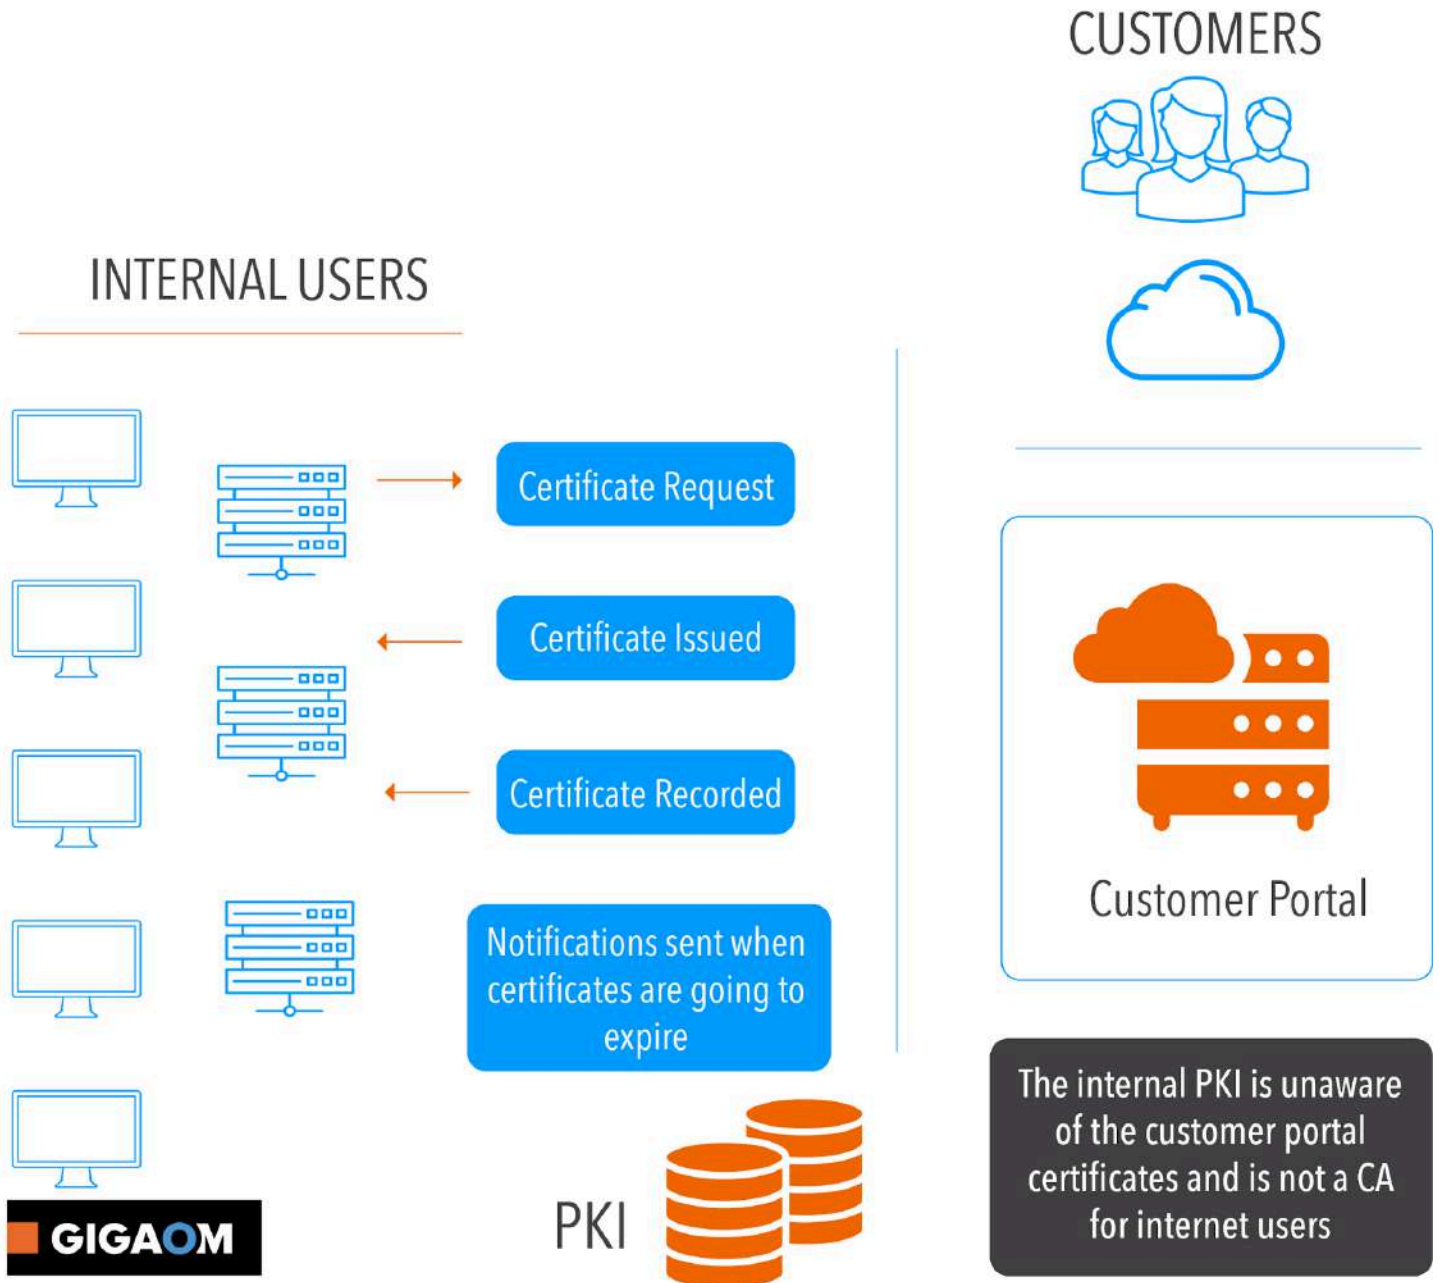 CUSTOMERS
INTERNAL USERS
Certificate Request
Certificate Issued
Certificate Recorded
Notifications sent when
certificates are going to
expire
PKI
GIGAOM
Customer Portal
The internal PKI is unaware
of the customer portal
certificates and is not a CA
for internet users